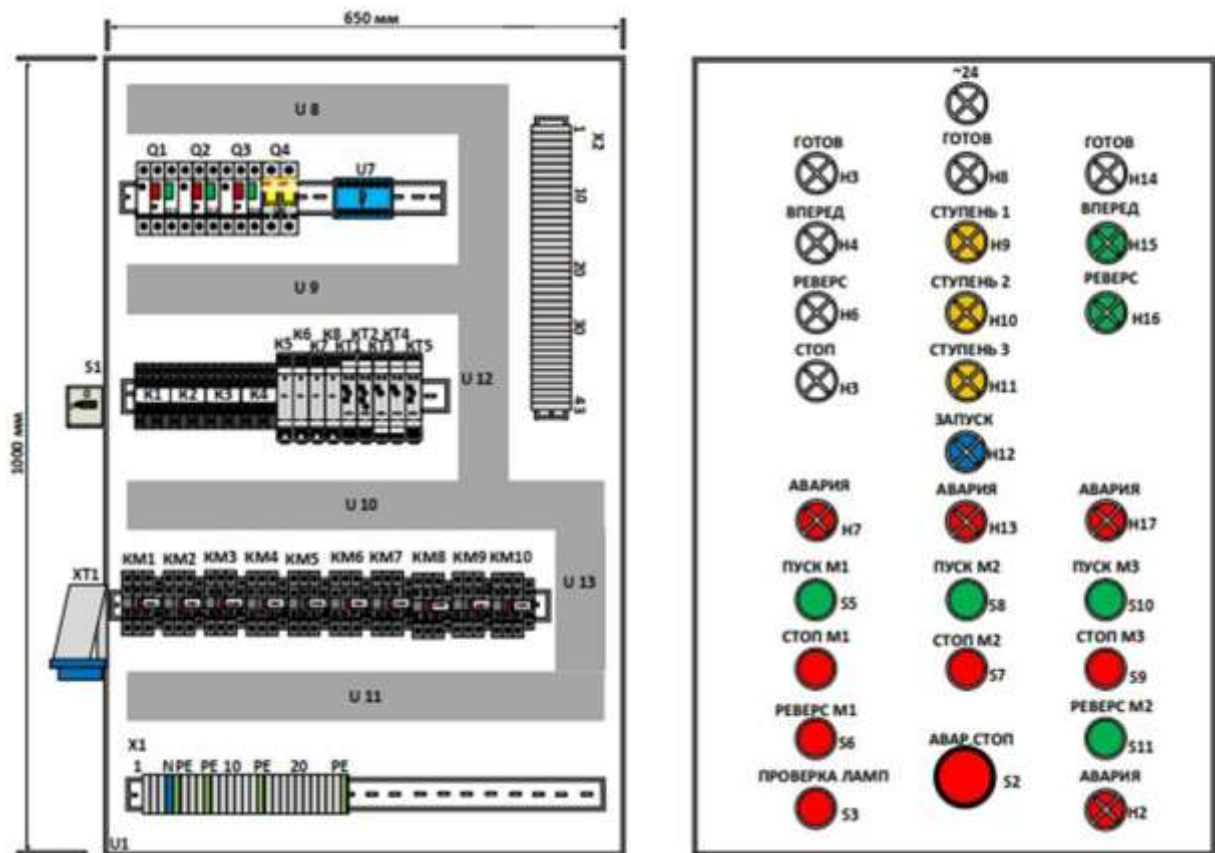 650 мм
1000 мм
U 8
Q1 Q2 Q3 Q4
U7
U 9
X2
1
10
20
30
43
S1
0
K5 K6 K7 K8 KT1 KT2 KT3 KT4 KT5
K1 K2 K3 K4
U 12
U 10
KM1 KM2 KM3 KM4 KM5 KM6 KM7 KM8 KM9 KM10
XT1
U 13
U 11
X1
1 N PE PE 10 PE 20 PE
U1
~24
ГОТОВ ГОТОВ ГОТОВ
H3 H8 H14
ВПЕРЕД СТУПЕНЬ 1 ВПЕРЕД
H4 H9 H15
РЕВЕРС СТУПЕНЬ 2 РЕВЕРС
H6 H10 H16
СТОП СТУПЕНЬ 3
H3 H11
ЗАПУСК
H12
АВАРИЯ АВАРИЯ АВАРИЯ
H7 H13 H17
ПУСК М1 ПУСК М2 ПУСК М3
S5 S8 S10
СТОП М1 СТОП М2 СТОП М3
S7 S9
РЕВЕРС М1 РЕВЕРС М2
S6 S11
АВАР.СТОП
S2
ПРОВЕРКА ЛАМП АВАРИЯ
S3 H2